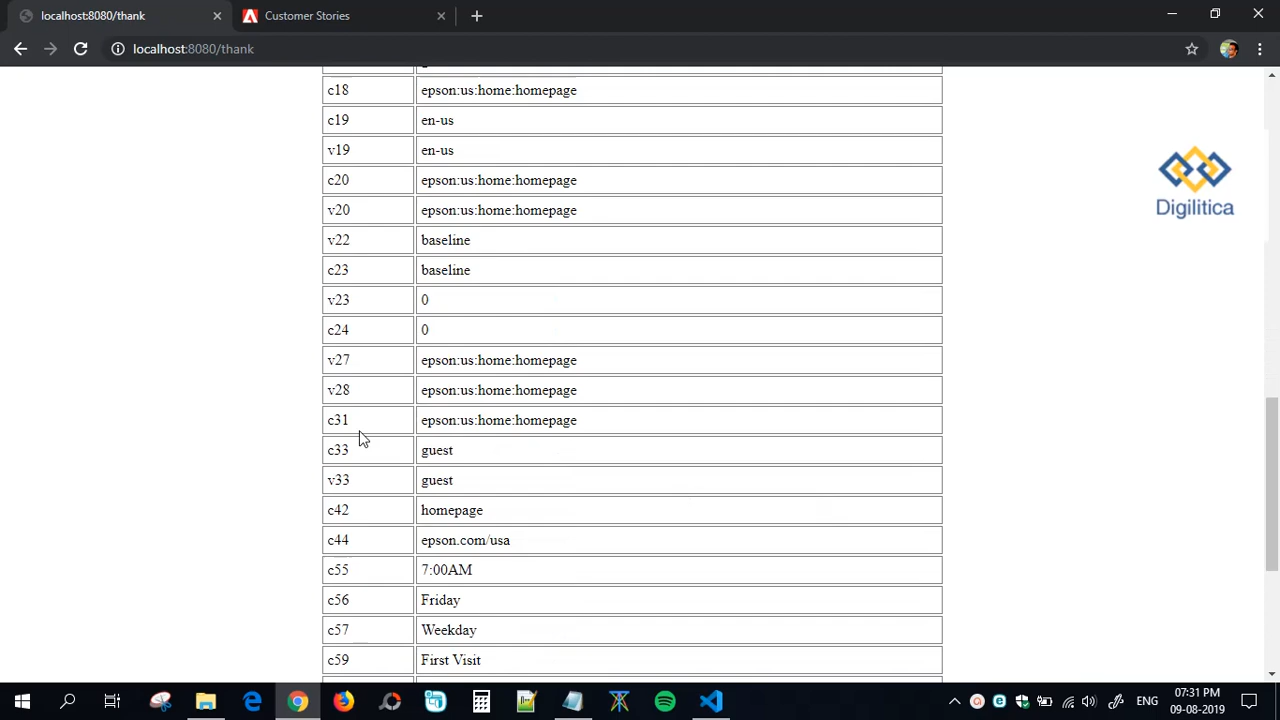 localhost:8080/thank
Customer Stories
localhost:8080/thank
c18 epson:us:home:homepage
c19 en-us
v19 en-us
c20 epson:us:home:homepage
v20 epson:us:home:homepage
v22 baseline
c23 baseline
v23 0
c24 0
v27 epson:us:home:homepage
v28 epson:us:home:homepage
c31 epson:us:home:homepage
c33 guest
v33 guest
c42 homepage
c44 epson.com/usa
c55 7:00AM
c56 Friday
c57 Weekday
c59 First Visit
Digilitica
ENG
07:31 PM
09-08-2019